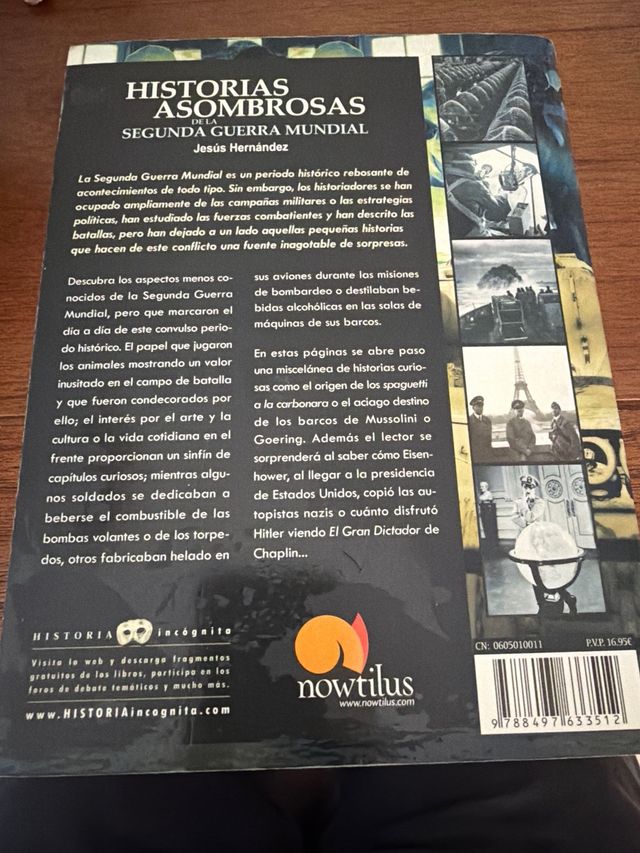 HISTORIAS
ASOMBROSAS
DE LA
SEGUNDA GUERRA MUNDIAL
Jesús Hernández
La Segunda Guerra Mundial es un periodo histórico rebosante de
acontecimientos de todo tipo. Sin embargo, los historiadores se han
ocupado ampliamente de las campañas militares o las estrategias
políticas, han estudiado las fuerzas combatientes y han descrito las
batallas, pero han dejado a un lado aquellas pequeñas historias
que hacen de este conflicto una fuente inagotable de sorpresas.
Descubra los aspectos menos co-
nocidos de la Segunda Guerra
Mundial, pero que marcaron el
día a día de este convulso perio-
do histórico. El papel que jugaron
los animales mostrando un valor
inusitado en el campo de batalla
y que fueron condecorados por
ello; el interés por el arte y la
cultura o la vida cotidiana en el
frente proporcionan un sinfín de
capítulos curiosos; mientras algu-
nos soldados se dedicaban a
beberse el combustible de las
bombas volantes o de los torpe-
dos, otros fabricaban helado en
sus aviones durante las misiones
de bombardeo o destilaban be-
bidas alcohólicas en las salas de
máquinas de sus barcos.
En estas páginas se abre paso
una miscelánea de historias curio-
sas como el origen de los spaguetti
a la carbonara o el aciago destino
de los barcos de Mussolini o
Goering. Además el lector se
sorprenderá al saber cómo Eisen-
hower, al llegar a la presidencia
de Estados Unidos, copió las au-
topistas nazis o cuánto disfrutó
Hitler viendo El Gran Dictador de
Chaplin...
HISTORIA incógnita
Visita la web y descarga fragmentos
gratuitos de los libros, participa en los
foros de debate temáticos y mucho más.
www.HISTORIAincognita.com
nowtilus
www.nowtilus.com
CN: 0605010011 P.V.P. 16.95€
9 788497 633512